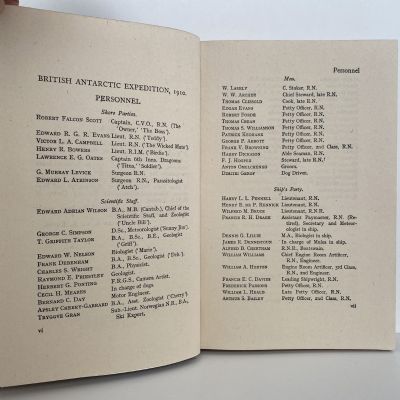 BRITISH ANTARCTIC EXPEDITION, 1910.
PERSONNEL
Shore Parties.
ROBERT FALCON SCOTT Captain, C.V.O., R.N. (The
'Owner,' 'The Boss').
EDWARD R. G. R. EVANS Lieut. R.N. ('Teddy').
VICTOR L. A. CAMPBELL Lieut. R.N. ('The Wicked Mate').
HENRY R. BOWERS Lieut. R.I.M. ('Birdie').
LAWRENCE E. G. OATES Captain 6th Innn. Dragoons
('Titus,' 'Soldier').
G. MURRAY LEVICK Surgeon R.N.
EDWARD L. ATKINSON Surgeon R.N., Parasitologist
('Atch').
Scientific Staff.
EDWARD ADRIAN WILSON B.A., M.B. (Cantab.), Chief of the
Scientific Staff, and Zoologist
('Uncle Bill').
GEORGE C. SIMPSON D.Sc., Meteorologist ('Sunny Jim').
T. GRIFFITH TAYLOR B.A., B.Sc., B.E., Geologist
('Griff').
EDWARD W. NELSON Biologist ('Marie').
FRANK DEBENHAM B.A., B.Sc., Geologist ('Deb.').
CHARLES S. WRIGHT B.A., Physicist.
RAYMOND E. PRIESTLEY Geologist.
HERBERT G. PONTING F.R.G.S., Camera Artist.
CECIL H. MEARES In charge of dogs
BERNARD C. DAY Motor Engineer.
APSLEY CHERRY-GARRARD B.A., Asst. Zoologist ('Cherry').
TRYGGVE GRAN Sub.-Lieut. Norwegian N.R., B.A.,
Ski Expert.
vi
Personnel
Men.
W. LASHLY C. Stoker, R.N.
W. W. ARCHER Chief Steward, late R.N.
THOMAS CLISSOLD Cook, late R.N.
EDGAR EVANS Petty Officer, R.N.
ROBERT FORDE Petty Officer, R.N.
THOMAS CREAN Petty Officer, R.N.
THOMAS S. WILLIAMSON Petty Officer, R.N.
PATRICK KEOHANE Petty Officer, R.N.
GEORGE P. ABBOTT Petty Officer, R.N.
FRANK V. BROWNING Petty Officer, 2nd Class, R.N.
HARRY DICKASON Able Seaman, R.N.
F. J. HOOPER Steward, late R.N.
ANTON OMELCHENKO Groom.
DIMITRI GEROF Dog Driver.
Ship's Party.
HARRY L. L. PENNELL Lieutenant, R.N.
HENRY E. DE P. RENNICK Lieutenant, R.N.
WILFRED M. BRUCE Lieutenant, R.N.R.
FRANCIS R. H. DRAKE Assistant Paymaster, R.N. (Re-
tired), Secretary and Meteor-
ologist in ship.
DENNIS G. LILLIE M.A., Biologist in ship.
JAMES R. DENNISTOUN In charge of Mules in ship.
ALFRED B. CHEETHAM R.N.R., Boatswain.
WILLIAM WILLIAMS Chief Engine Room Artificer,
R.N., Engineer.
WILLIAM A. HORTON Engine Room Artificer, 3rd Class,
R.N., 2nd Engineer.
FRANCIS E. C. DAVIES Leading Shipwright, R.N.
FREDERICK PARSONS Petty Officer, R.N.
WILLIAM L. HEALD Late Petty Officer, R.N.
ARTHUR S. BAILEY Petty Officer, 2nd Class, R.N.
vii